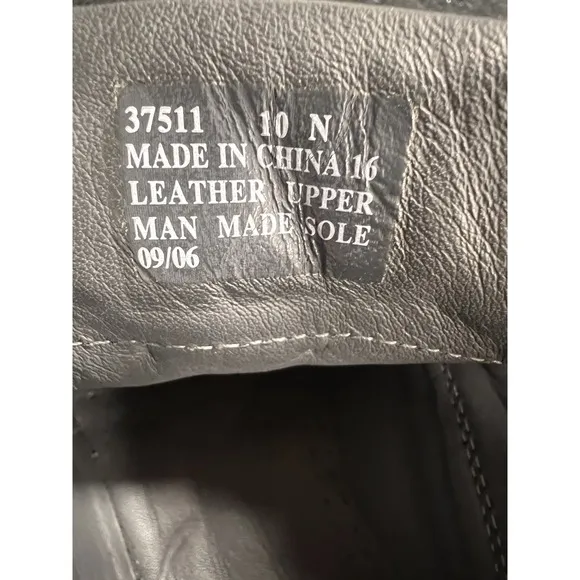 37511 10 N
MADE IN CHINA 16
LEATHER UPPER
MAN MADE SOLE
09/06